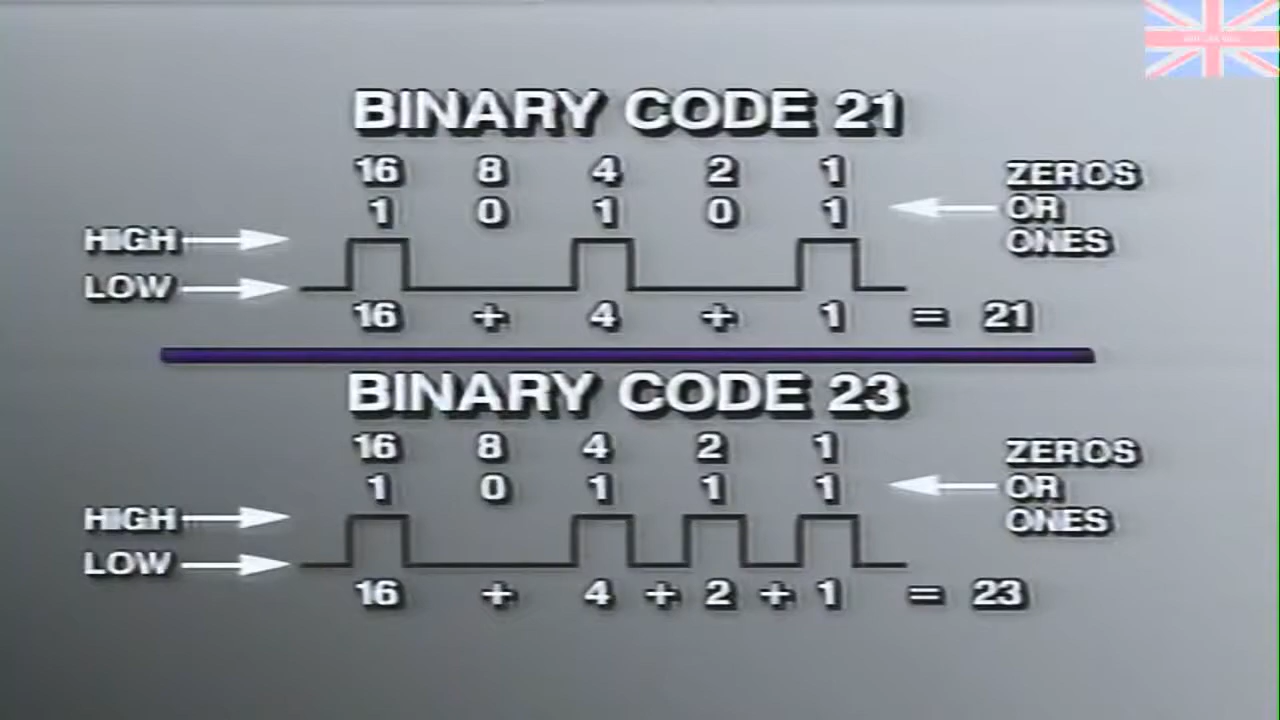 BINARY CODE 21
16 8 4 2 1
1 0 1 0 1
ZEROS
OR
ONES
HIGH
LOW
16 + 4 + 1 = 21
BINARY CODE 23
16 8 4 2 1
1 0 1 1 1
ZEROS
OR
ONES
HIGH
LOW
16 + 4 + 2 + 1 = 23